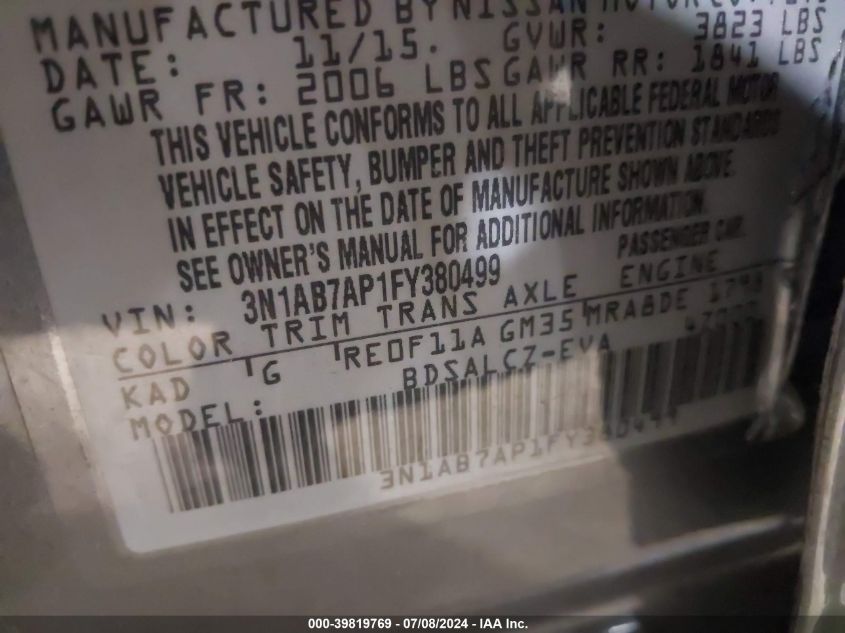 MANUFACTURED BY NISSAN MOTOR
DATE: 11/15. GVWR: 3823 LBS
GAWR FR: 2006 LBS GAWR RR: 1841 LBS
THIS VEHICLE CONFORMS TO ALL APPLICABLE FEDERAL MOTOR
VEHICLE SAFETY, BUMPER AND THEFT PREVENTION STANDARDS
IN EFFECT ON THE DATE OF MANUFACTURE SHOWN ABOVE.
SEE OWNER'S MANUAL FOR ADDITIONAL INFORMATION.
PASSENGER CAR
VIN: 3N1AB7AP1FY380499
COLOR TRIM TRANS AXLE ENGINE
KAD G RE0F11A GM35 MRA8DE
MODEL: BDSALCZ-EVA
3N1AB7AP1FY380499
000-39819769 - 07/08/2024 - IAA Inc.